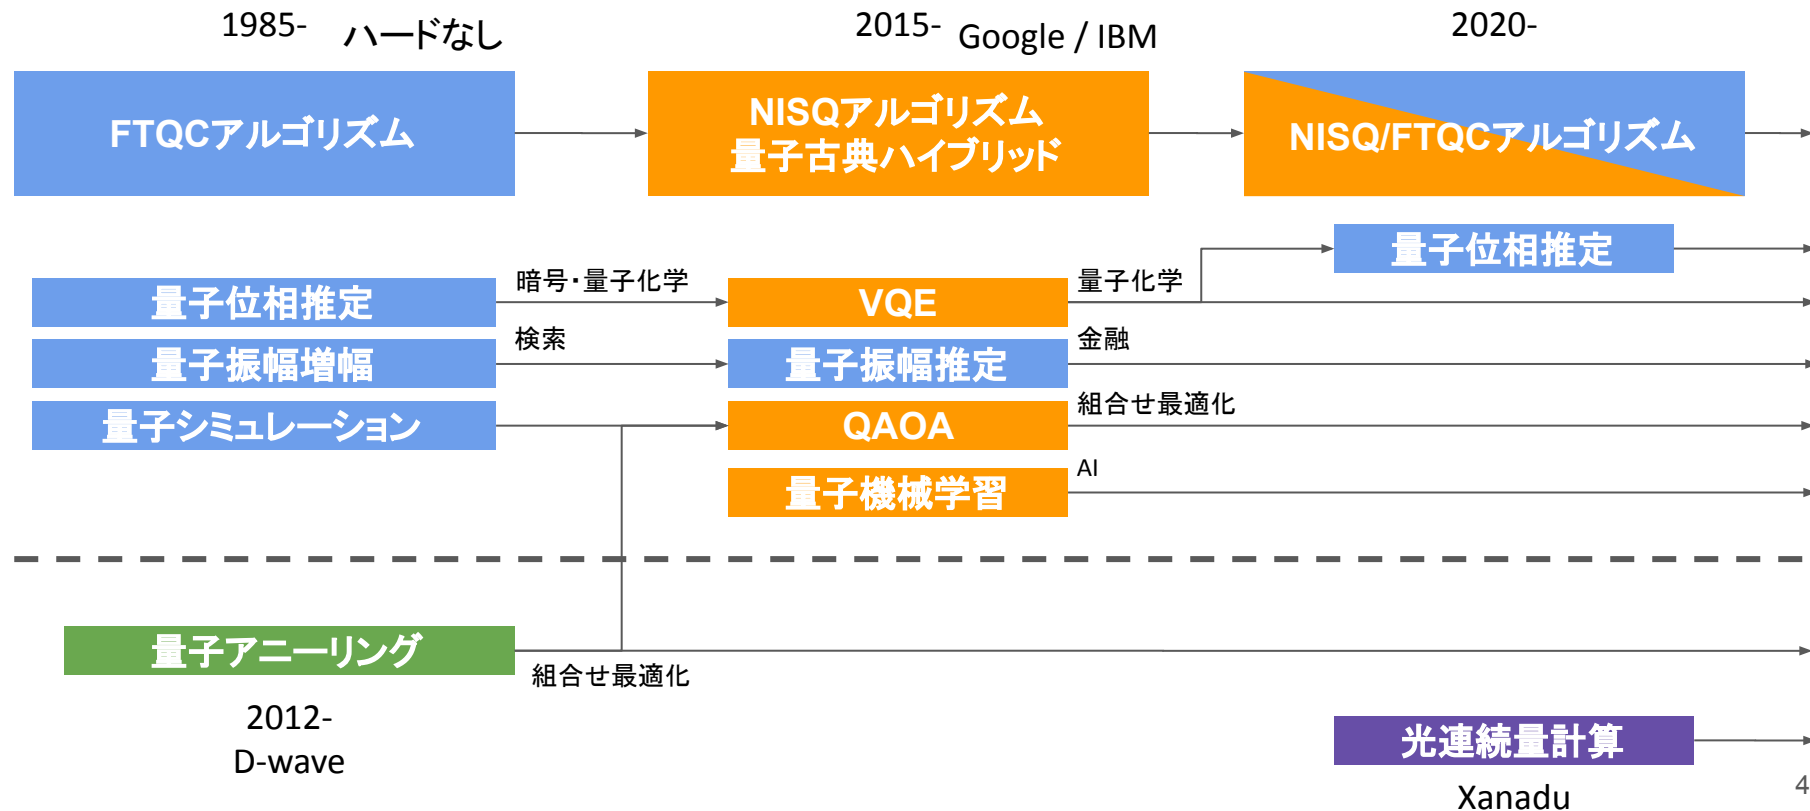 1985- ハードなし
2015- Google / IBM
2020-
FTQCアルゴリズム
NISQアルゴリズム
量子古典ハイブリッド
NISQ/FTQCアルゴリズム
量子位相推定
暗号・量子化学
量子化学
量子位相推定
VQE
検索
金融
量子振幅増幅
量子振幅推定
組合せ最適化
量子シミュレーション
QAOA
AI
量子機械学習
量子アニーリング
組合せ最適化
2012-
D-wave
光連続量計算
Xanadu
4